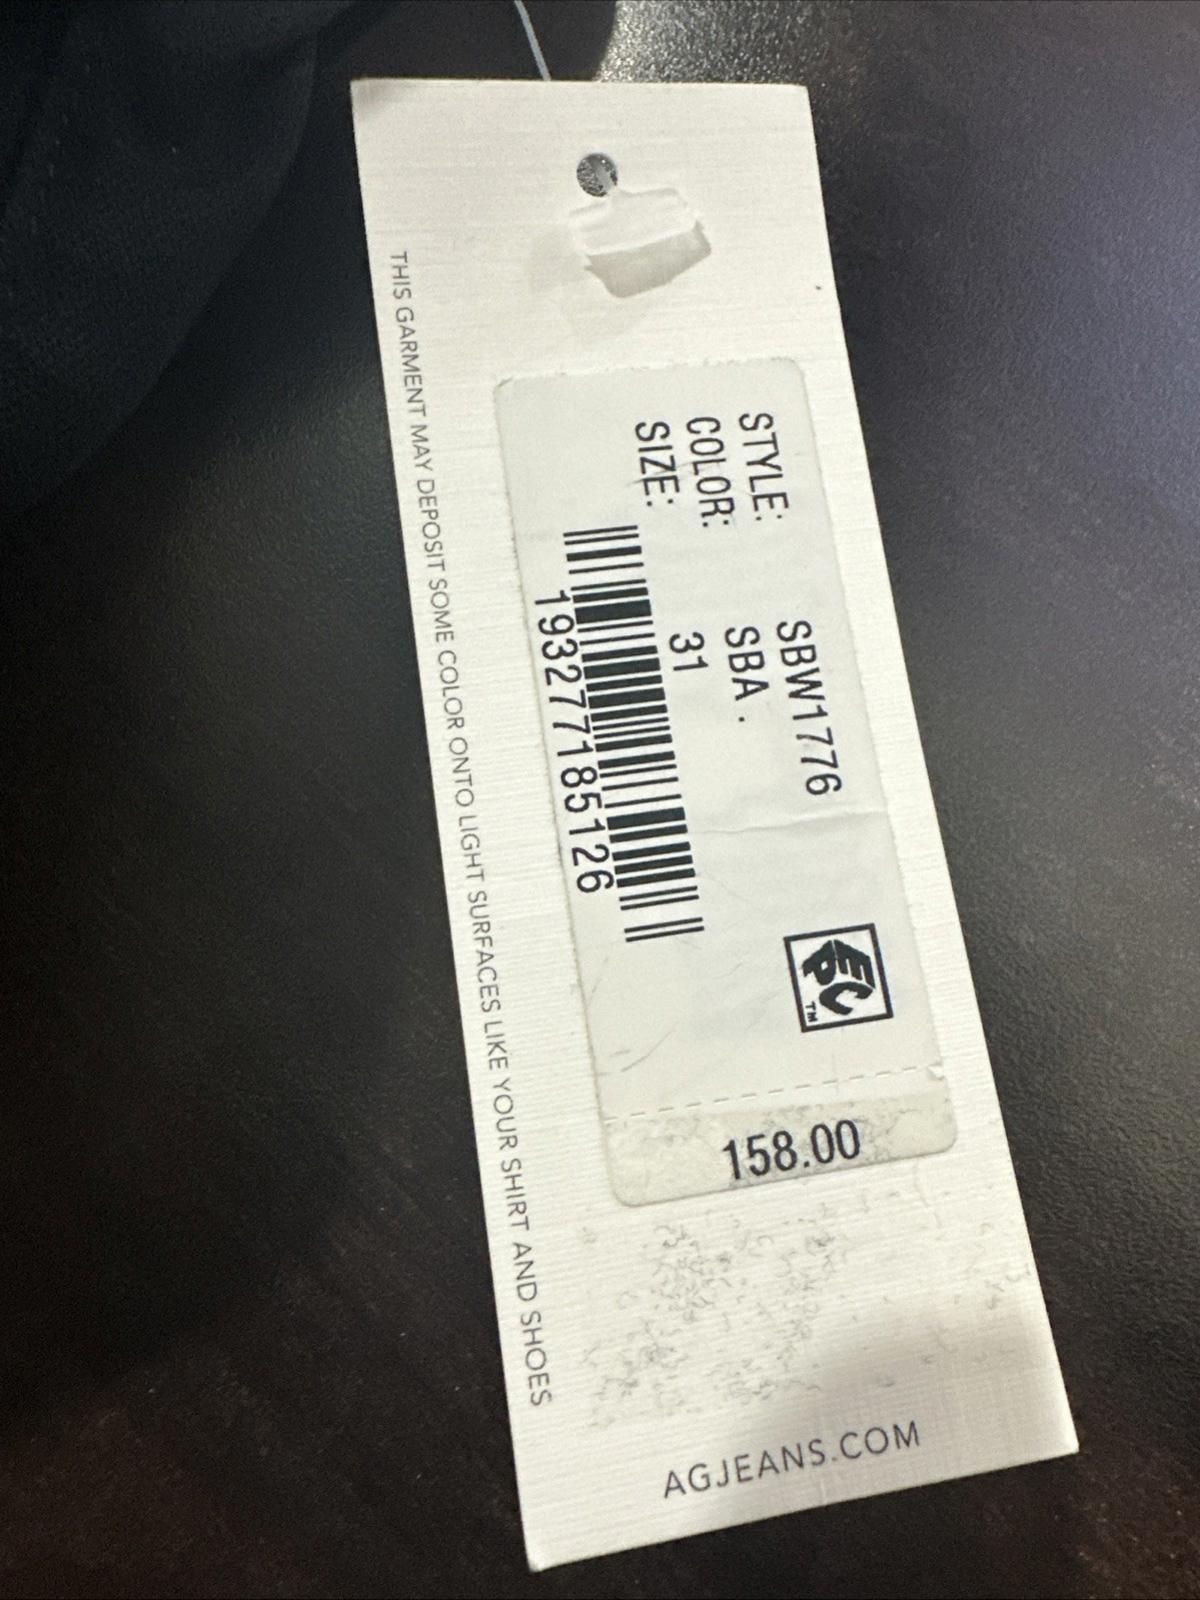 STYLE: SBW1776
COLOR: SBA .
SIZE: 31
193277185126
ECP™
158.00
THIS GARMENT MAY DEPOSIT SOME COLOR ONTO LIGHT SURFACES LIKE YOUR SHIRT AND SHOES
AGJEANS.COM